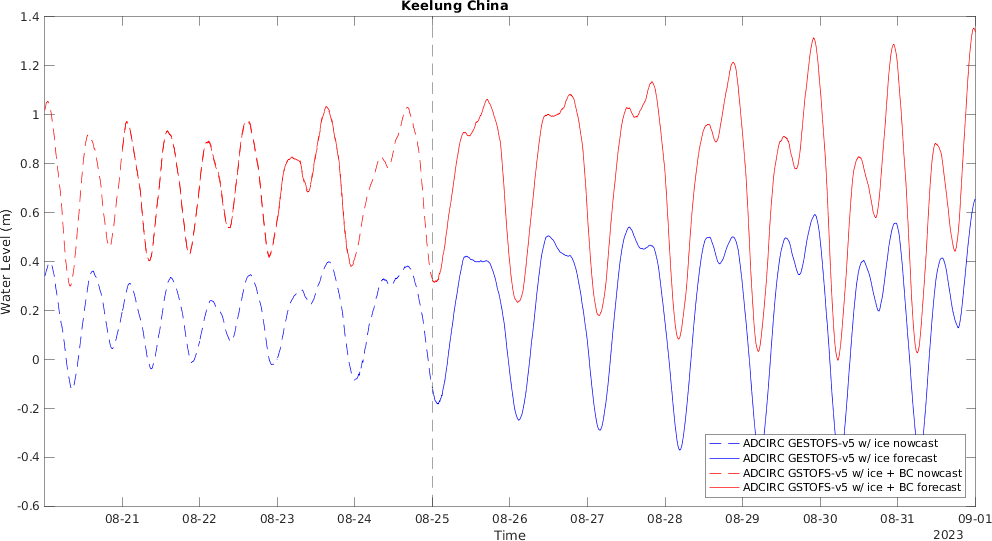 Keelung China
1.4
1.2
1
0.8
0.6
0.4
0.2
0
-0.2
-0.4
-0.6
Water Level (m)
ADCIRC GESTOFS-v5 w/ ice nowcast
ADCIRC GESTOFS-v5 w/ ice forecast
ADCIRC GSTOFS-v5 w/ ice + BC nowcast
ADCIRC GSTOFS-v5 w/ ice + BC forecast
08-21 08-22 08-23 08-24 08-25 08-26 08-27 08-28 08-29 08-30 08-31 09-01
Time
2023